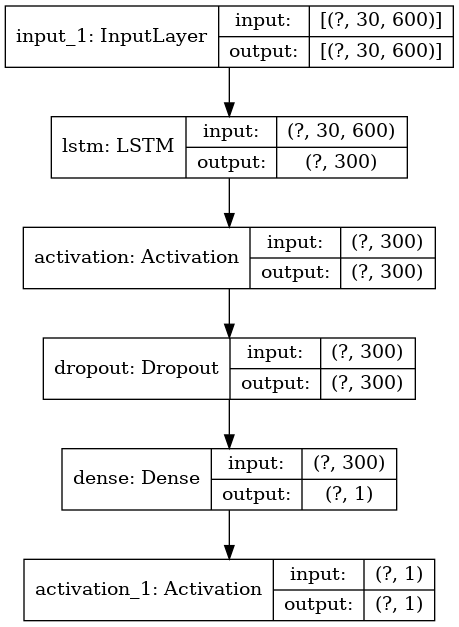 input_1: InputLayer input: [(?, 30, 600)]
output: [(?, 30, 600)]
lstm: LSTM input: (?, 30, 600)
output: (?, 300)
activation: Activation input: (?, 300)
output: (?, 300)
dropout: Dropout input: (?, 300)
output: (?, 300)
dense: Dense input: (?, 300)
output: (?, 1)
activation_1: Activation input: (?, 1)
output: (?, 1)